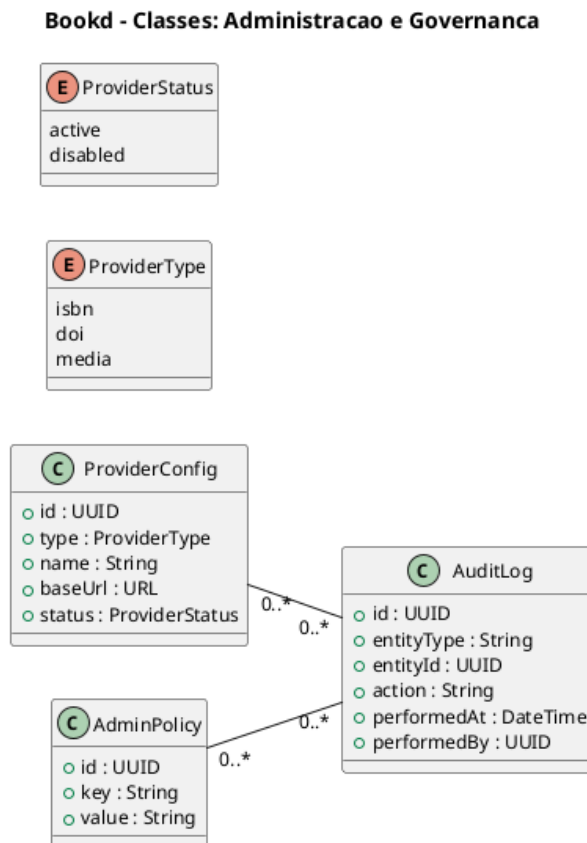 Bookd - Classes: Administracao e Governanca
E ProviderStatus
active
disabled
E ProviderType
isbn
doi
media
C ProviderConfig
id : UUID
type : ProviderType
name : String
baseUrl : URL
status : ProviderStatus
0..*
0..*
C AuditLog
id : UUID
entityType : String
entityId : UUID
action : String
performedAt : DateTime
performedBy : UUID
C AdminPolicy
id : UUID
key : String
value : String
0..*
0..*